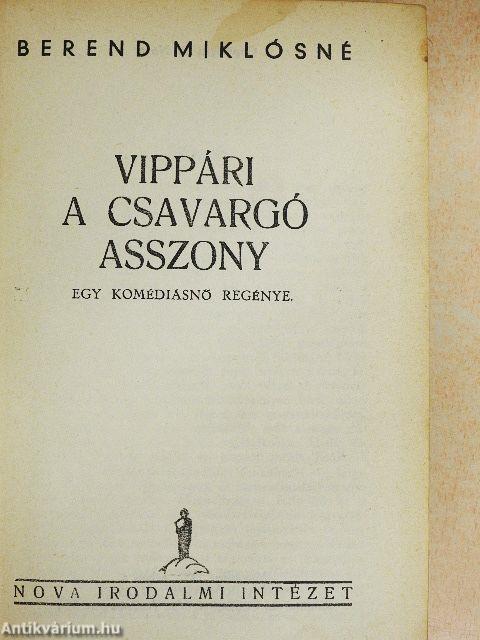 BEREND MIKLÓSNÉ
VIPPÁRI
A CSAVARGÓ
ASSZONY
EGY KOMÉDIASNŐ REGÉNYE.
NOVA IRODALMI INTÉZET
Antikvárium.hu